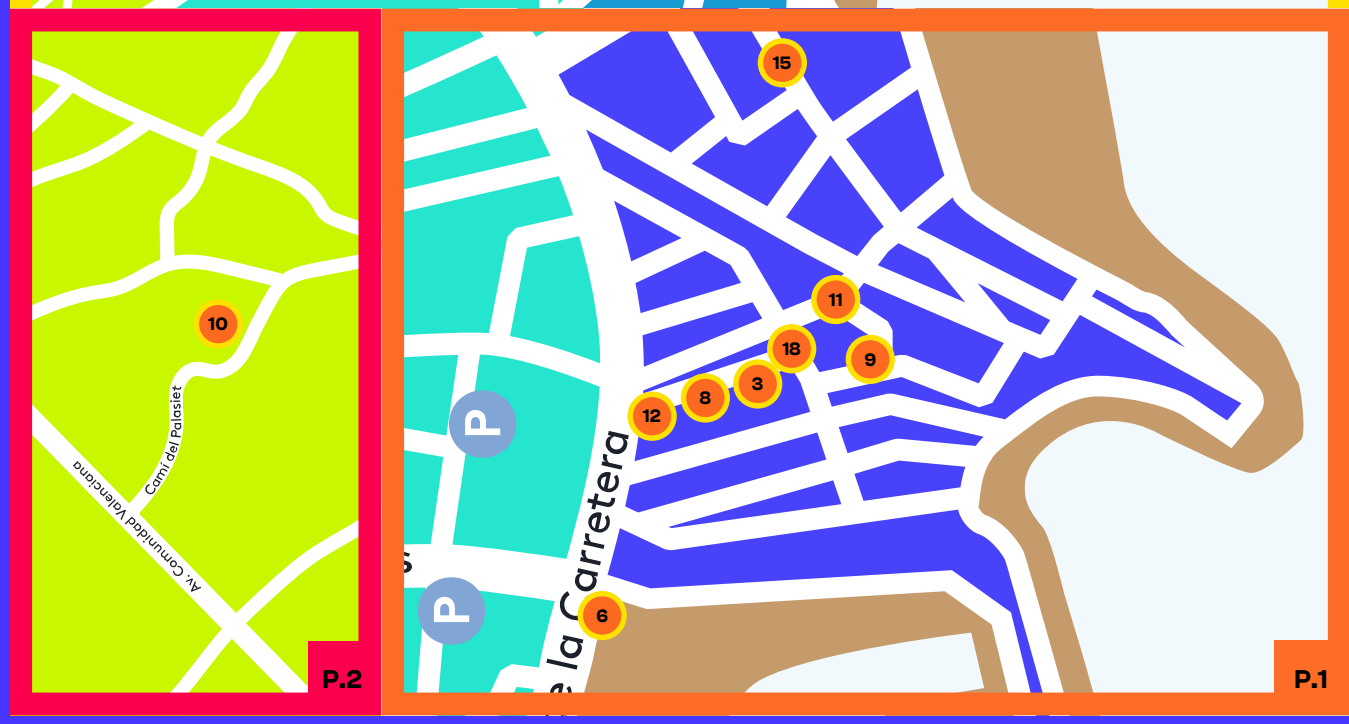 10
Camí del Palasiet
Av. Comunidad Valenciana
P.2
15
11
18
9
3
8
12
P
e la Carretera
s
P
6
P.1